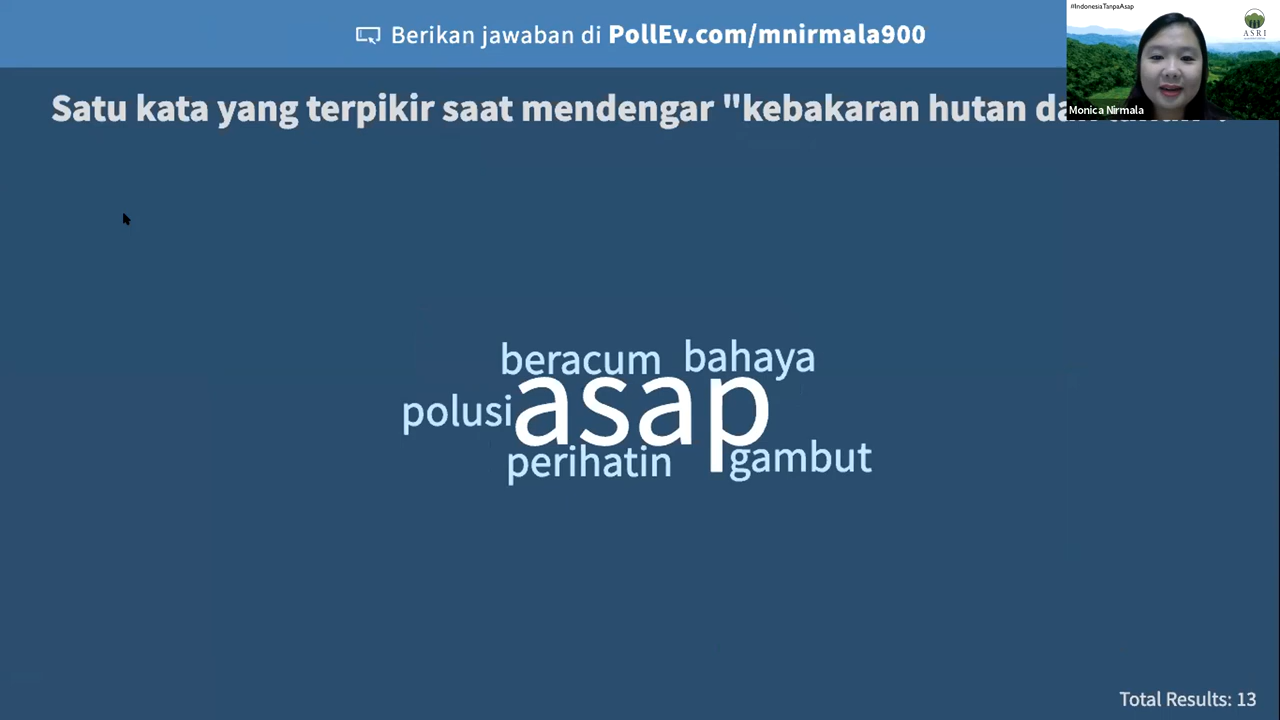 Berikan jawaban di PollEv.com/mnirmala900
#IndonesiaTanpaAsap
ASRI
Satu kata yang terpikir saat mendengar "kebakaran hutan
Monica Nirmala
beracum bahaya
polusi asap
perihatin gambut
Total Results: 13